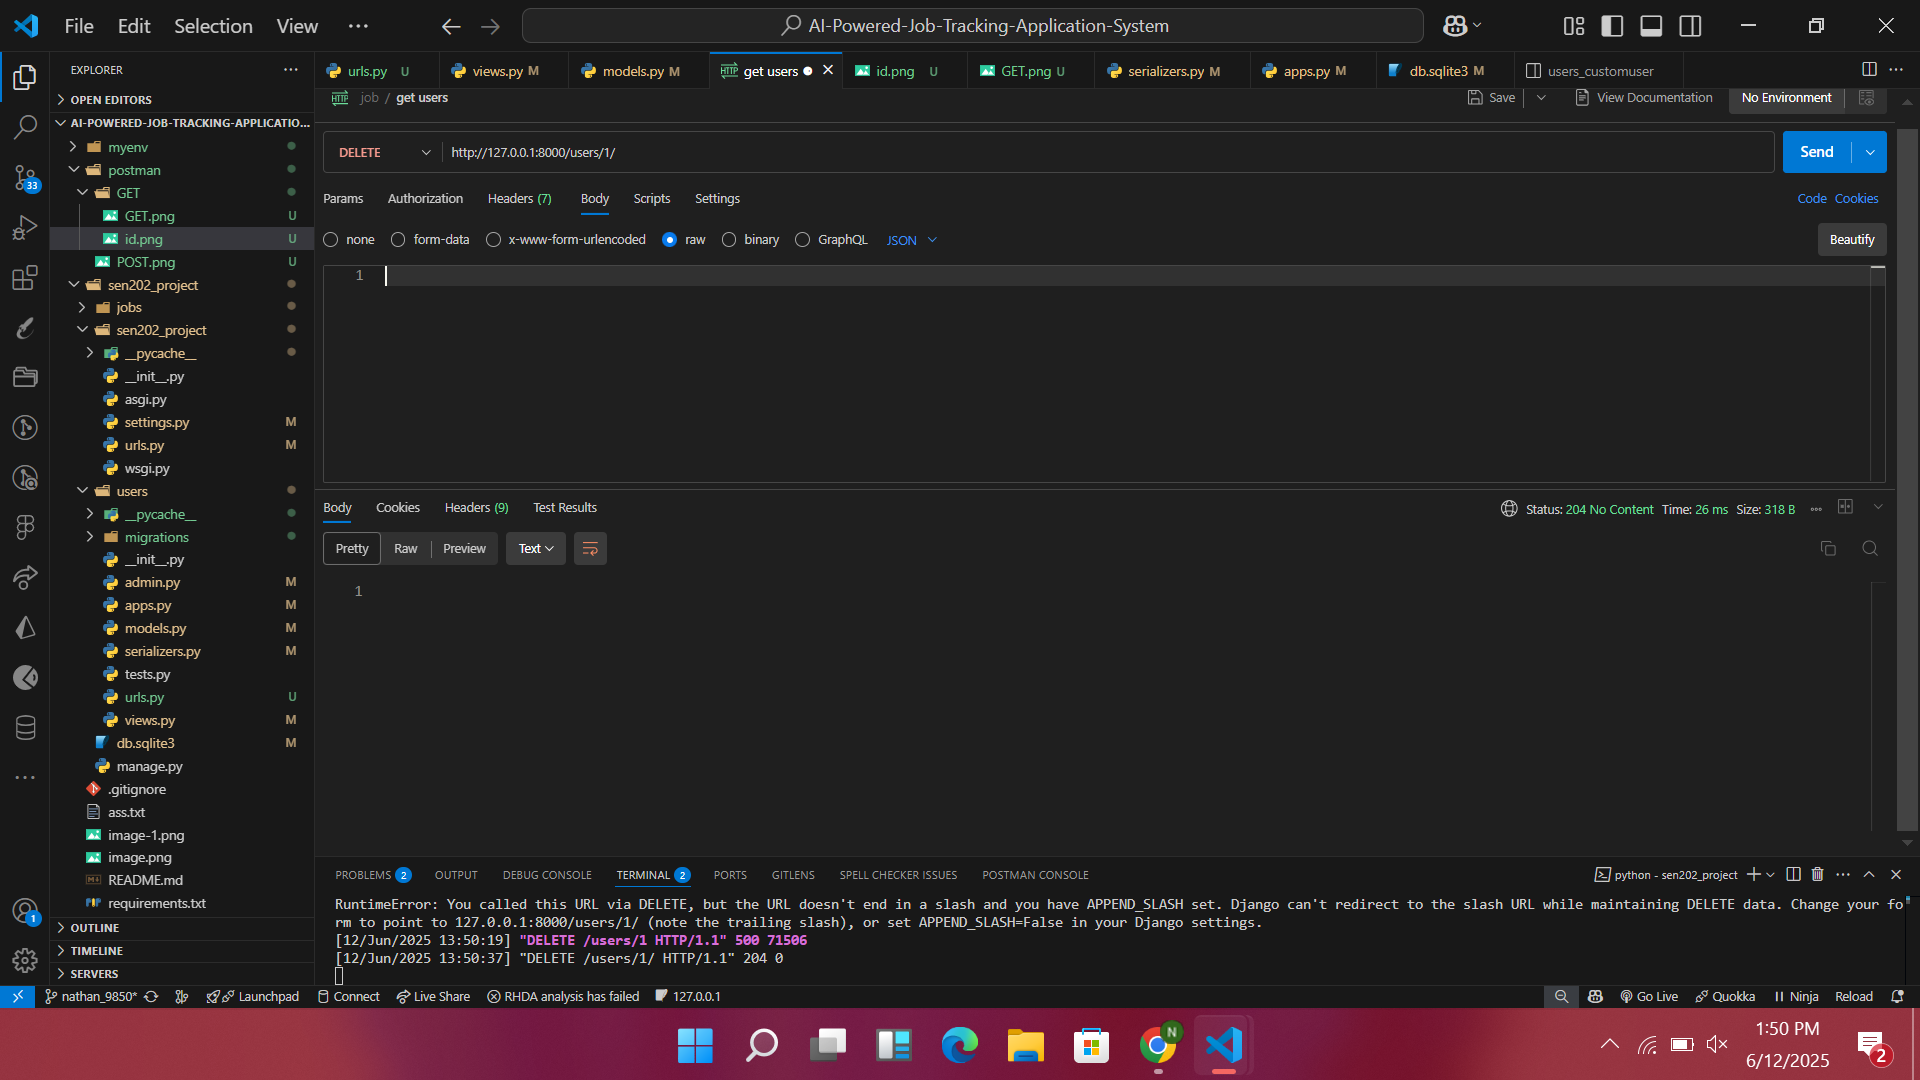 File Edit Selection View ···
AI-Powered-Job-Tracking-Application-System
EXPLORER
OPEN EDITORS
AI-POWERED-JOB-TRACKING-APPLICATIO...
myenv
postman
GET
GET.png U
id.png U
POST.png U
sen202_project
jobs
sen202_project
__pycache__
__init__.py
asgi.py
settings.py M
urls.py M
wsgi.py
users
__pycache__
migrations
__init__.py
admin.py M
apps.py M
models.py M
serializers.py M
tests.py
urls.py U
views.py M
db.sqlite3 M
manage.py
.gitignore
ass.txt
image-1.png
image.png
README.md
requirements.txt
OUTLINE
TIMELINE
SERVERS
33
1
urls.py U views.py M models.py M HTTP get users id.png U GET.png U serializers.py M apps.py M db.sqlite3 M users_customuser
HTTP job / get users
Save View Documentation No Environment
DELETE http://127.0.0.1:8000/users/1/ Send
Params Authorization Headers (7) Body Scripts Settings Code Cookies
none form-data x-www-form-urlencoded raw binary GraphQL JSON Beautify
1
Body Cookies Headers (9) Test Results Status: 204 No Content Time: 26 ms Size: 318 B
Pretty Raw Preview Text
1
PROBLEMS 2 OUTPUT DEBUG CONSOLE TERMINAL 2 PORTS GITLENS SPELL CHECKER ISSUES POSTMAN CONSOLE python - sen202_project
RuntimeError: You called this URL via DELETE, but the URL doesn't end in a slash and you have APPEND_SLASH set. Django can't redirect to the slash URL while maintaining DELETE data. Change your fo
rm to point to 127.0.0.1:8000/users/1/ (note the trailing slash), or set APPEND_SLASH=False in your Django settings.
[12/Jun/2025 13:50:19] "DELETE /users/1 HTTP/1.1" 500 71506
[12/Jun/2025 13:50:37] "DELETE /users/1/ HTTP/1.1" 204 0
nathan_9850* Launchpad Connect Live Share RHDA analysis has failed 127.0.0.1 Go Live Quokka Ninja Reload
N
1:50 PM
6/12/2025
2